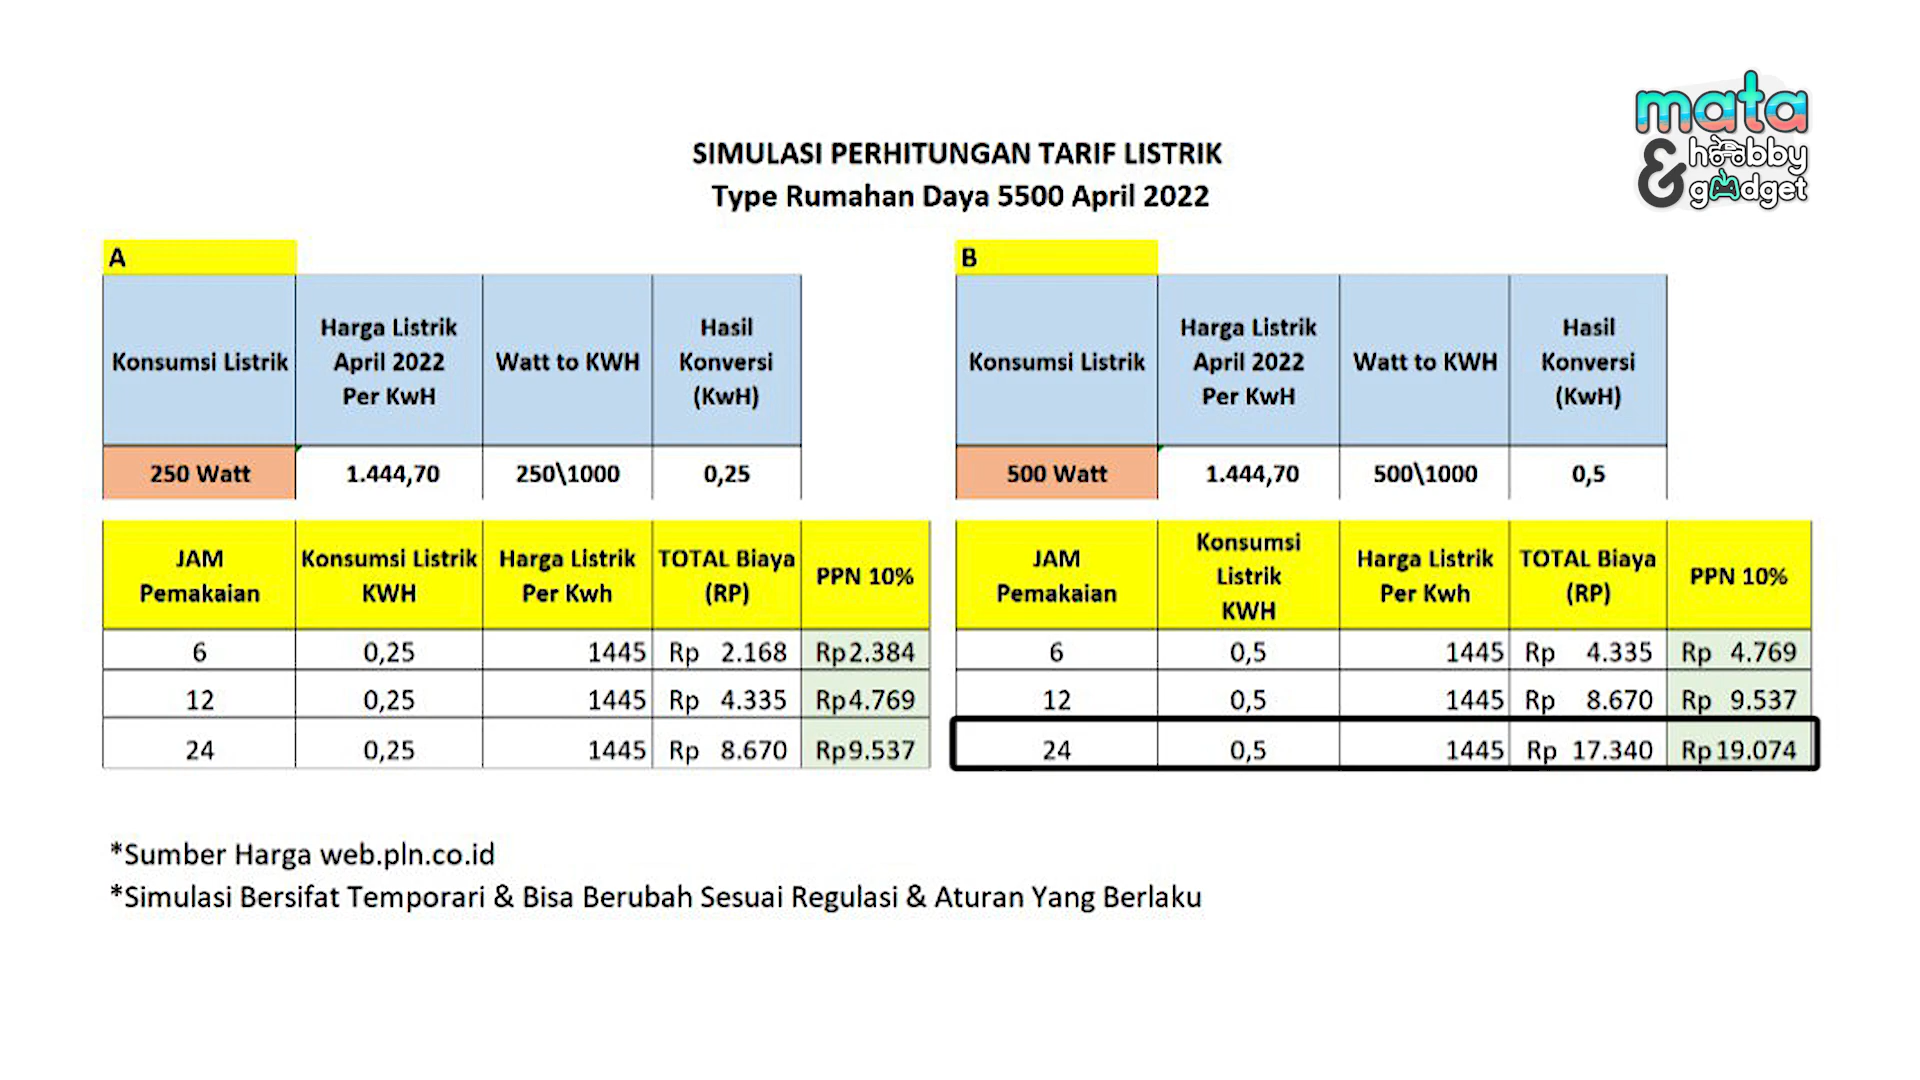 mata
& hobby
gadget
SIMULASI PERHITUNGAN TARIF LISTRIK
Type Rumahan Daya 5500 April 2022
A
Konsumsi Listrik
Harga Listrik
April 2022
Per KwH
Watt to KWH
Hasil
Konversi
(KwH)
250 Watt
1.444,70
250\1000
0,25
JAM
Pemakaian
Konsumsi Listrik
KWH
Harga Listrik
Per Kwh
TOTAL Biaya
(RP)
PPN 10%
6 0,25 1445 Rp 2.168 Rp2.384
12 0,25 1445 Rp 4.335 Rp4.769
24 0,25 1445 Rp 8.670 Rp9.537
B
Konsumsi Listrik
Harga Listrik
April 2022
Per KwH
Watt to KWH
Hasil
Konversi
(KwH)
500 Watt
1.444,70
500\1000
0,5
JAM
Pemakaian
Konsumsi
Listrik
KWH
Harga Listrik
Per Kwh
TOTAL Biaya
(RP)
PPN 10%
6 0,5 1445 Rp 4.335 Rp 4.769
12 0,5 1445 Rp 8.670 Rp 9.537
24 0,5 1445 Rp 17.340 Rp19.074
*Sumber Harga web.pln.co.id
*Simulasi Bersifat Temporari & Bisa Berubah Sesuai Regulasi & Aturan Yang Berlaku